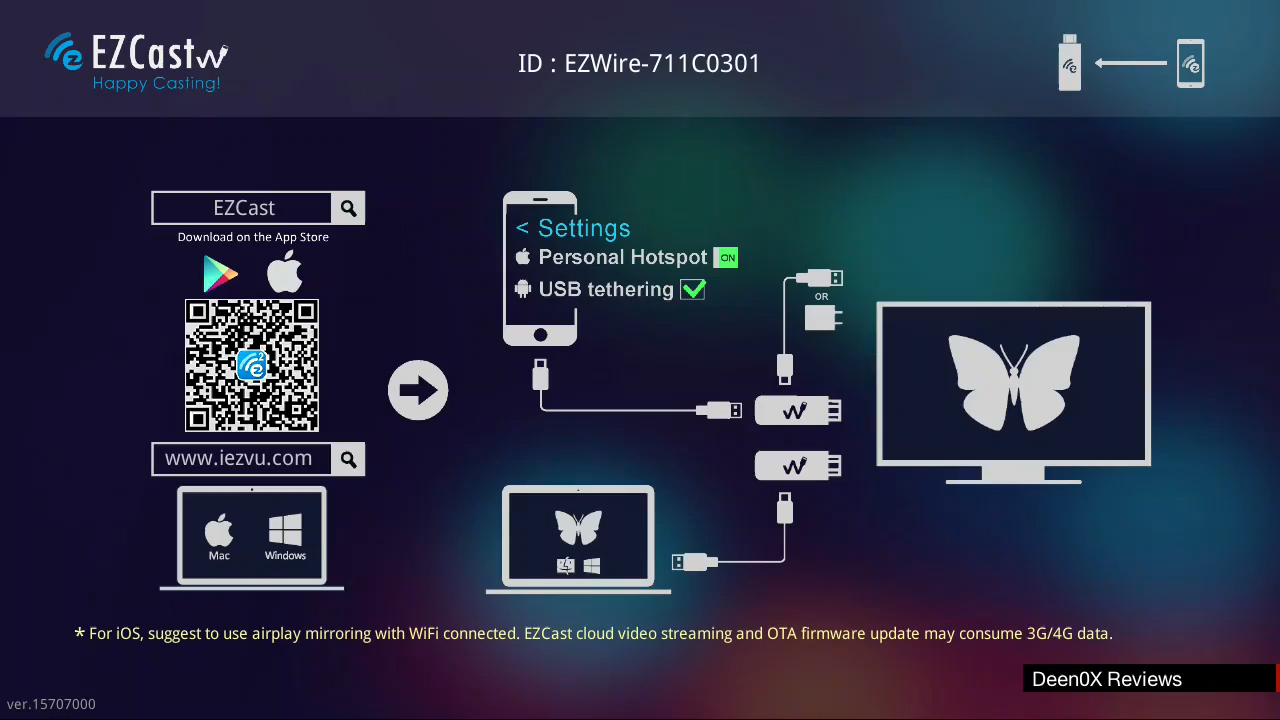 EZCast
Happy Casting!
ID : EZWire-711C0301
EZCast
Download on the App Store
www.iezvu.com
Mac Windows
< Settings
Personal Hotspot ON
USB tethering
OR
* For iOS, suggest to use airplay mirroring with WiFi connected. EZCast cloud video streaming and OTA firmware update may consume 3G/4G data.
Deen0X Reviews
ver.15707000